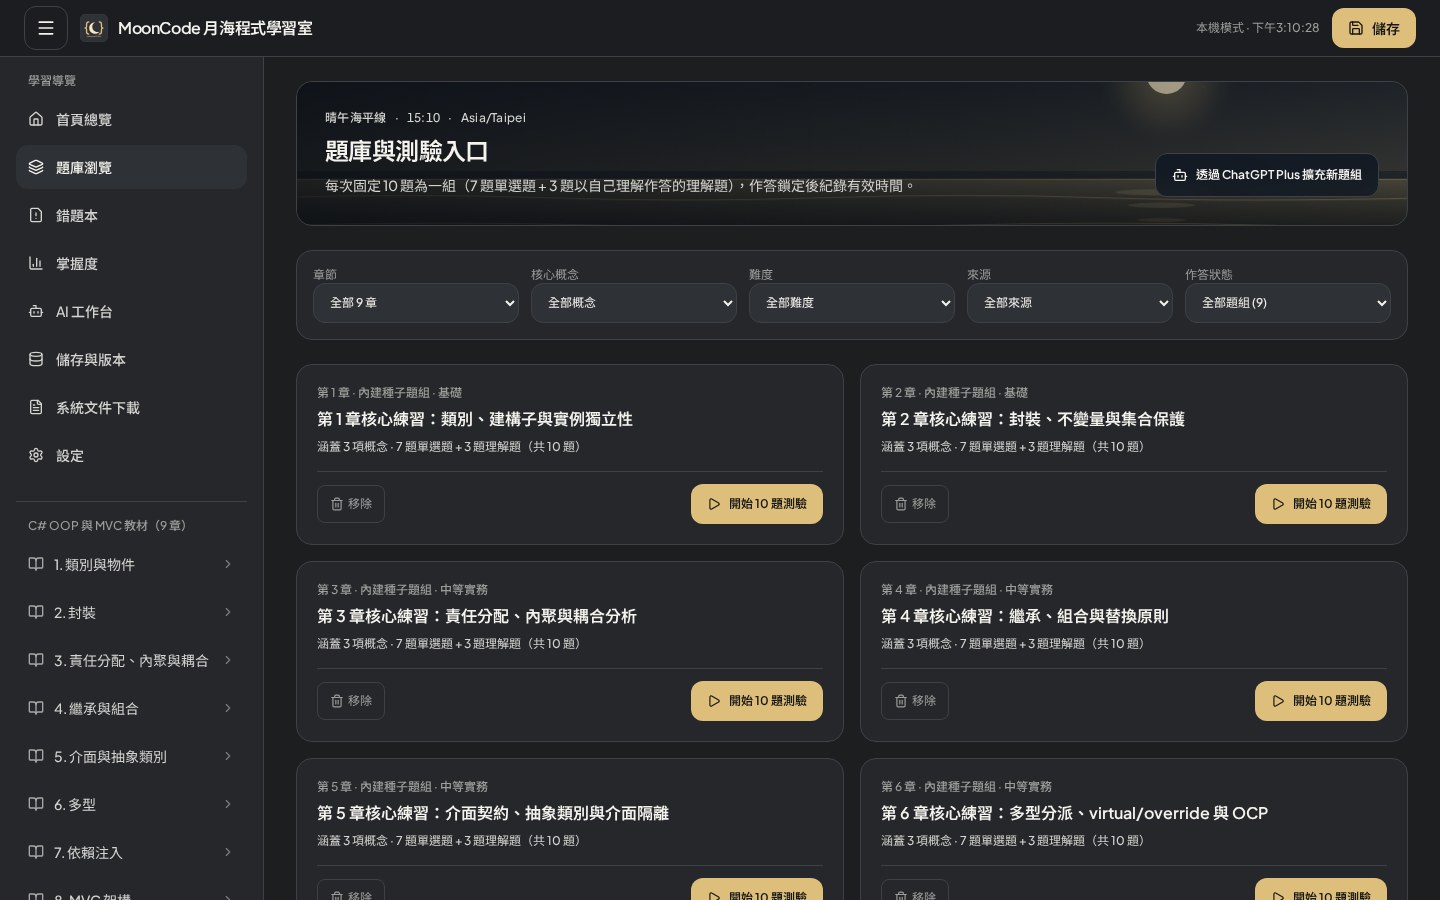 MoonCode 月海程式學習室
本機模式 · 下午3:10:28
儲存
學習導覽
首頁總覽
題庫瀏覽
錯題本
掌握度
AI 工作台
儲存與版本
系統文件下載
設定
C# OOP 與 MVC 教材（9 章）
1. 類別與物件
2. 封裝
3. 責任分配、內聚與耦合
4. 繼承與組合
5. 介面與抽象類別
6. 多型
7. 依賴注入
8. MVC 架構
晴午海平線 · 15:10 · Asia/Taipei
題庫與測驗入口
每次固定 10 題為一組（7 題單選題 + 3 題以自己理解作答的理解題），作答鎖定後紀錄有效時間。
透過 ChatGPT Plus 擴充新題組
章節
全部 9 章
核心概念
全部概念
難度
全部難度
來源
全部來源
作答狀態
全部題組 (9)
第 1 章 · 內建種子題組 · 基礎
第 1 章核心練習：類別、建構子與實例獨立性
涵蓋 3 項概念 · 7 題單選題 + 3 題理解題（共 10 題）
移除
開始 10 題測驗
第 2 章 · 內建種子題組 · 基礎
第 2 章核心練習：封裝、不變量與集合保護
涵蓋 3 項概念 · 7 題單選題 + 3 題理解題（共 10 題）
移除
開始 10 題測驗
第 3 章 · 內建種子題組 · 中等實務
第 3 章核心練習：責任分配、內聚與耦合分析
涵蓋 3 項概念 · 7 題單選題 + 3 題理解題（共 10 題）
移除
開始 10 題測驗
第 4 章 · 內建種子題組 · 中等實務
第 4 章核心練習：繼承、組合與替換原則
涵蓋 3 項概念 · 7 題單選題 + 3 題理解題（共 10 題）
移除
開始 10 題測驗
第 5 章 · 內建種子題組 · 中等實務
第 5 章核心練習：介面契約、抽象類別與介面隔離
涵蓋 3 項概念 · 7 題單選題 + 3 題理解題（共 10 題）
移除
開始 10 題測驗
第 6 章 · 內建種子題組 · 中等實務
第 6 章核心練習：多型分派、virtual/override 與 OCP
涵蓋 3 項概念 · 7 題單選題 + 3 題理解題（共 10 題）
移除
開始 10 題測驗